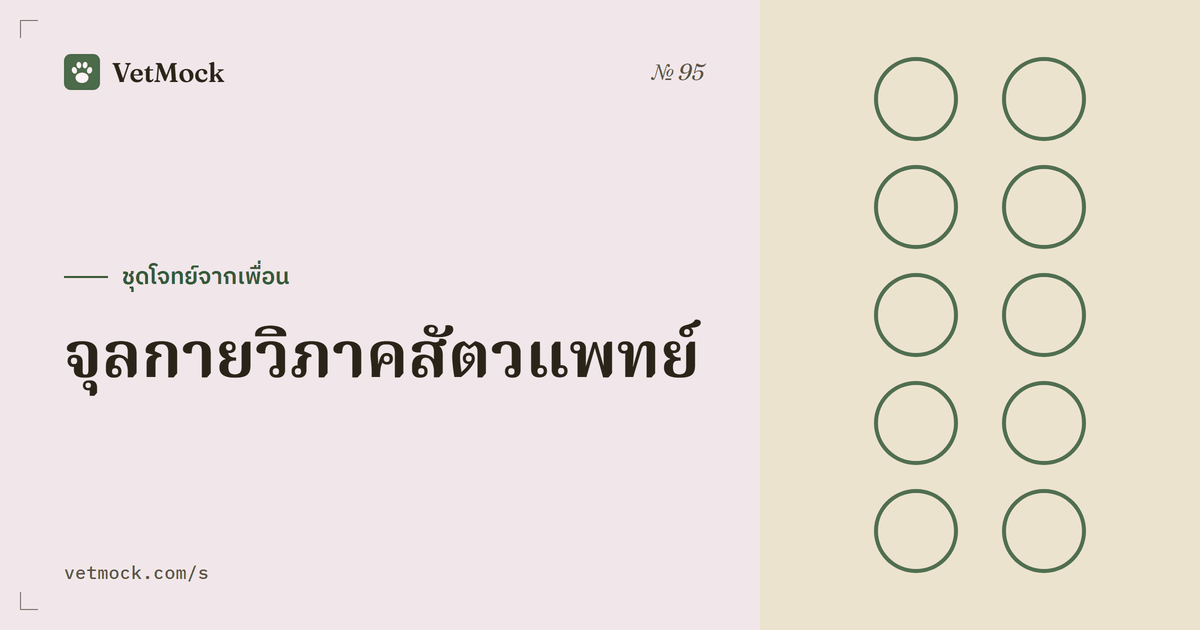 VetMock
№ 95
ชุดโจทย์จากเพื่อน
จุลกายวิภาคสัตวแพทย์
vetmock.com/s